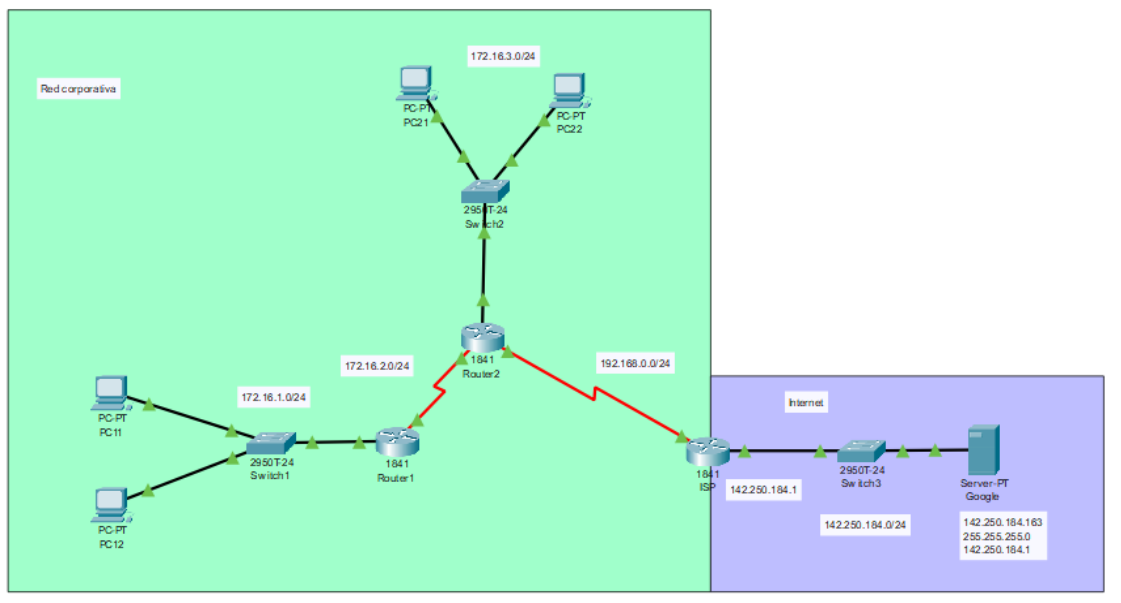 172.16.3.0/24
Red corporativa
PC-PT
PC21
PC-PT
PC22
2950T-24
Switch2
1841
Router2
172.16.2.0/24
192.168.0.0/24
172.16.1.0/24
Internet
PC-PT
PC11
2950T-24
Switch1
1841
Router1
1841
ISP
142.250.184.1
2950T-24
Switch3
Server-PT
Google
142.250.184.0/24
142.250.184.163
255.255.255.0
142.250.184.1
PC-PT
PC12